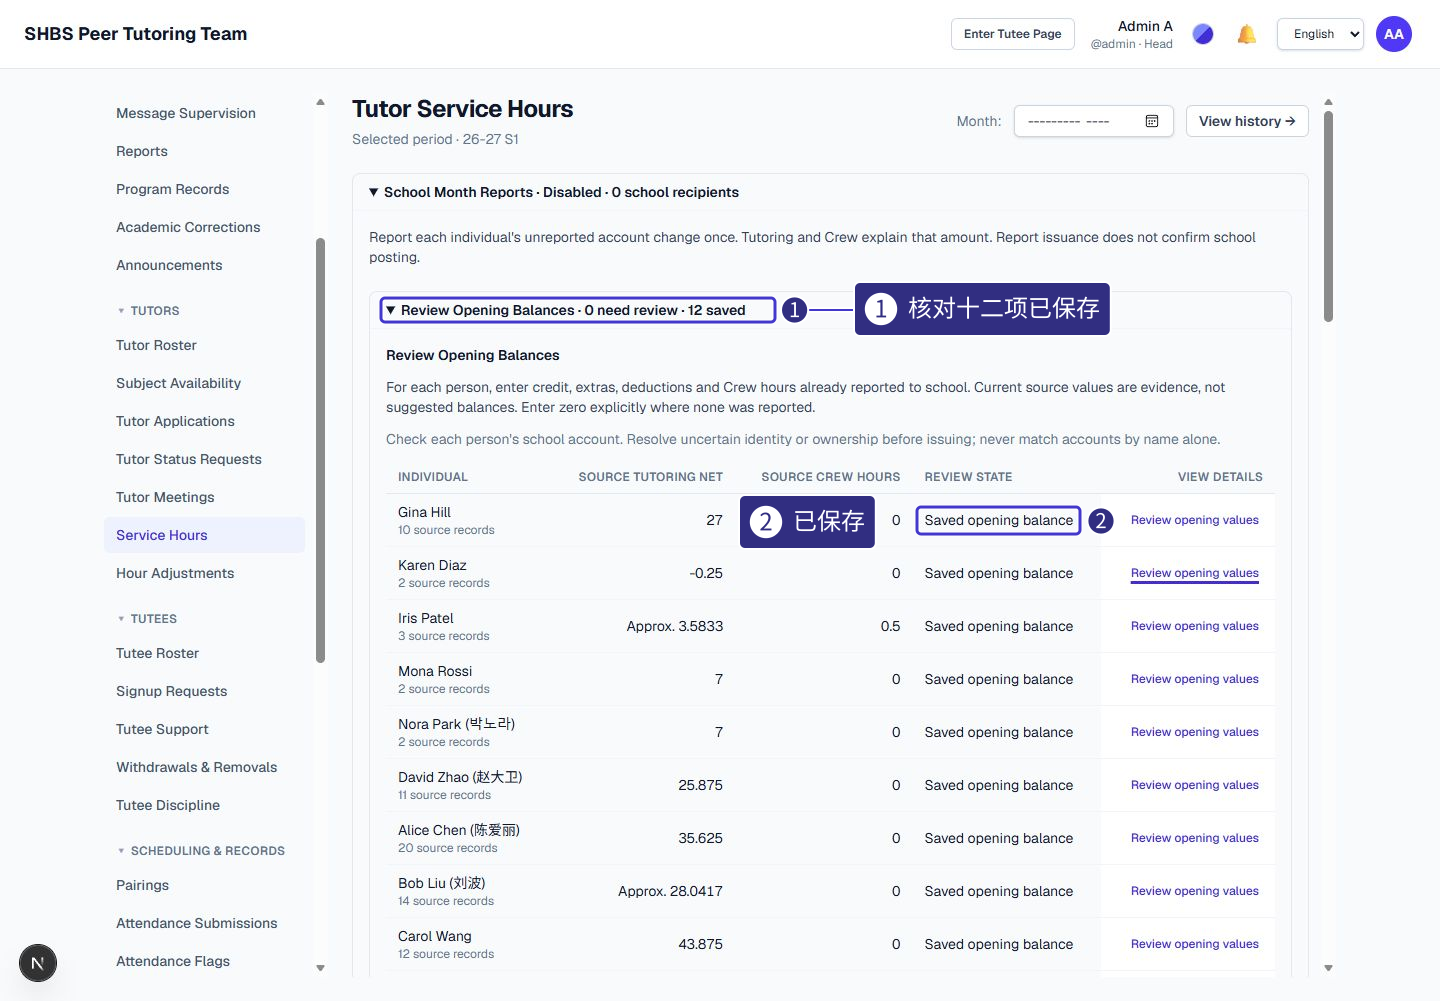 SHBS Peer Tutoring Team
Enter Tutee Page
Admin A
@admin · Head
English
AA
Message Supervision
Reports
Program Records
Academic Corrections
Announcements
TUTORS
Tutor Roster
Subject Availability
Tutor Applications
Tutor Status Requests
Tutor Meetings
Service Hours
Hour Adjustments
TUTEES
Tutee Roster
Signup Requests
Tutee Support
Withdrawals & Removals
Tutee Discipline
SCHEDULING & RECORDS
Pairings
Attendance Submissions
Attendance Flags
N
Tutor Service Hours
Selected period · 26-27 S1
Month:
--------- ----
View history →
School Month Reports · Disabled · 0 school recipients
Report each individual's unreported account change once. Tutoring and Crew explain that amount. Report issuance does not confirm school
posting.
Review Opening Balances · 0 need review · 12 saved
1
1 核对十二项已保存
Review Opening Balances
For each person, enter credit, extras, deductions and Crew hours already reported to school. Current source values are evidence, not
suggested balances. Enter zero explicitly where none was reported.
Check each person's school account. Resolve uncertain identity or ownership before issuing; never match accounts by name alone.
INDIVIDUAL SOURCE TUTORING NET SOURCE CREW HOURS REVIEW STATE VIEW DETAILS
Gina Hill
10 source records
27 2 已保存 0 Saved opening balance 2 Review opening values
Karen Diaz
2 source records
-0.25 0 Saved opening balance Review opening values
Iris Patel
3 source records
Approx. 3.5833 0.5 Saved opening balance Review opening values
Mona Rossi
2 source records
7 0 Saved opening balance Review opening values
Nora Park (박노라)
2 source records
7 0 Saved opening balance Review opening values
David Zhao (赵大卫)
11 source records
25.875 0 Saved opening balance Review opening values
Alice Chen (陈爱丽)
20 source records
35.625 0 Saved opening balance Review opening values
Bob Liu (刘波)
14 source records
Approx. 28.0417 0 Saved opening balance Review opening values
Carol Wang
12 source records
43.875 0 Saved opening balance Review opening values